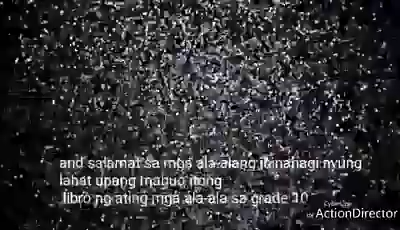 and salamat sa mga ala-alang ibinahagi nyung
lahat upang mabuo itong
libro ng ating mga ala ala sa grade 10
CyberLink
ActionDirector